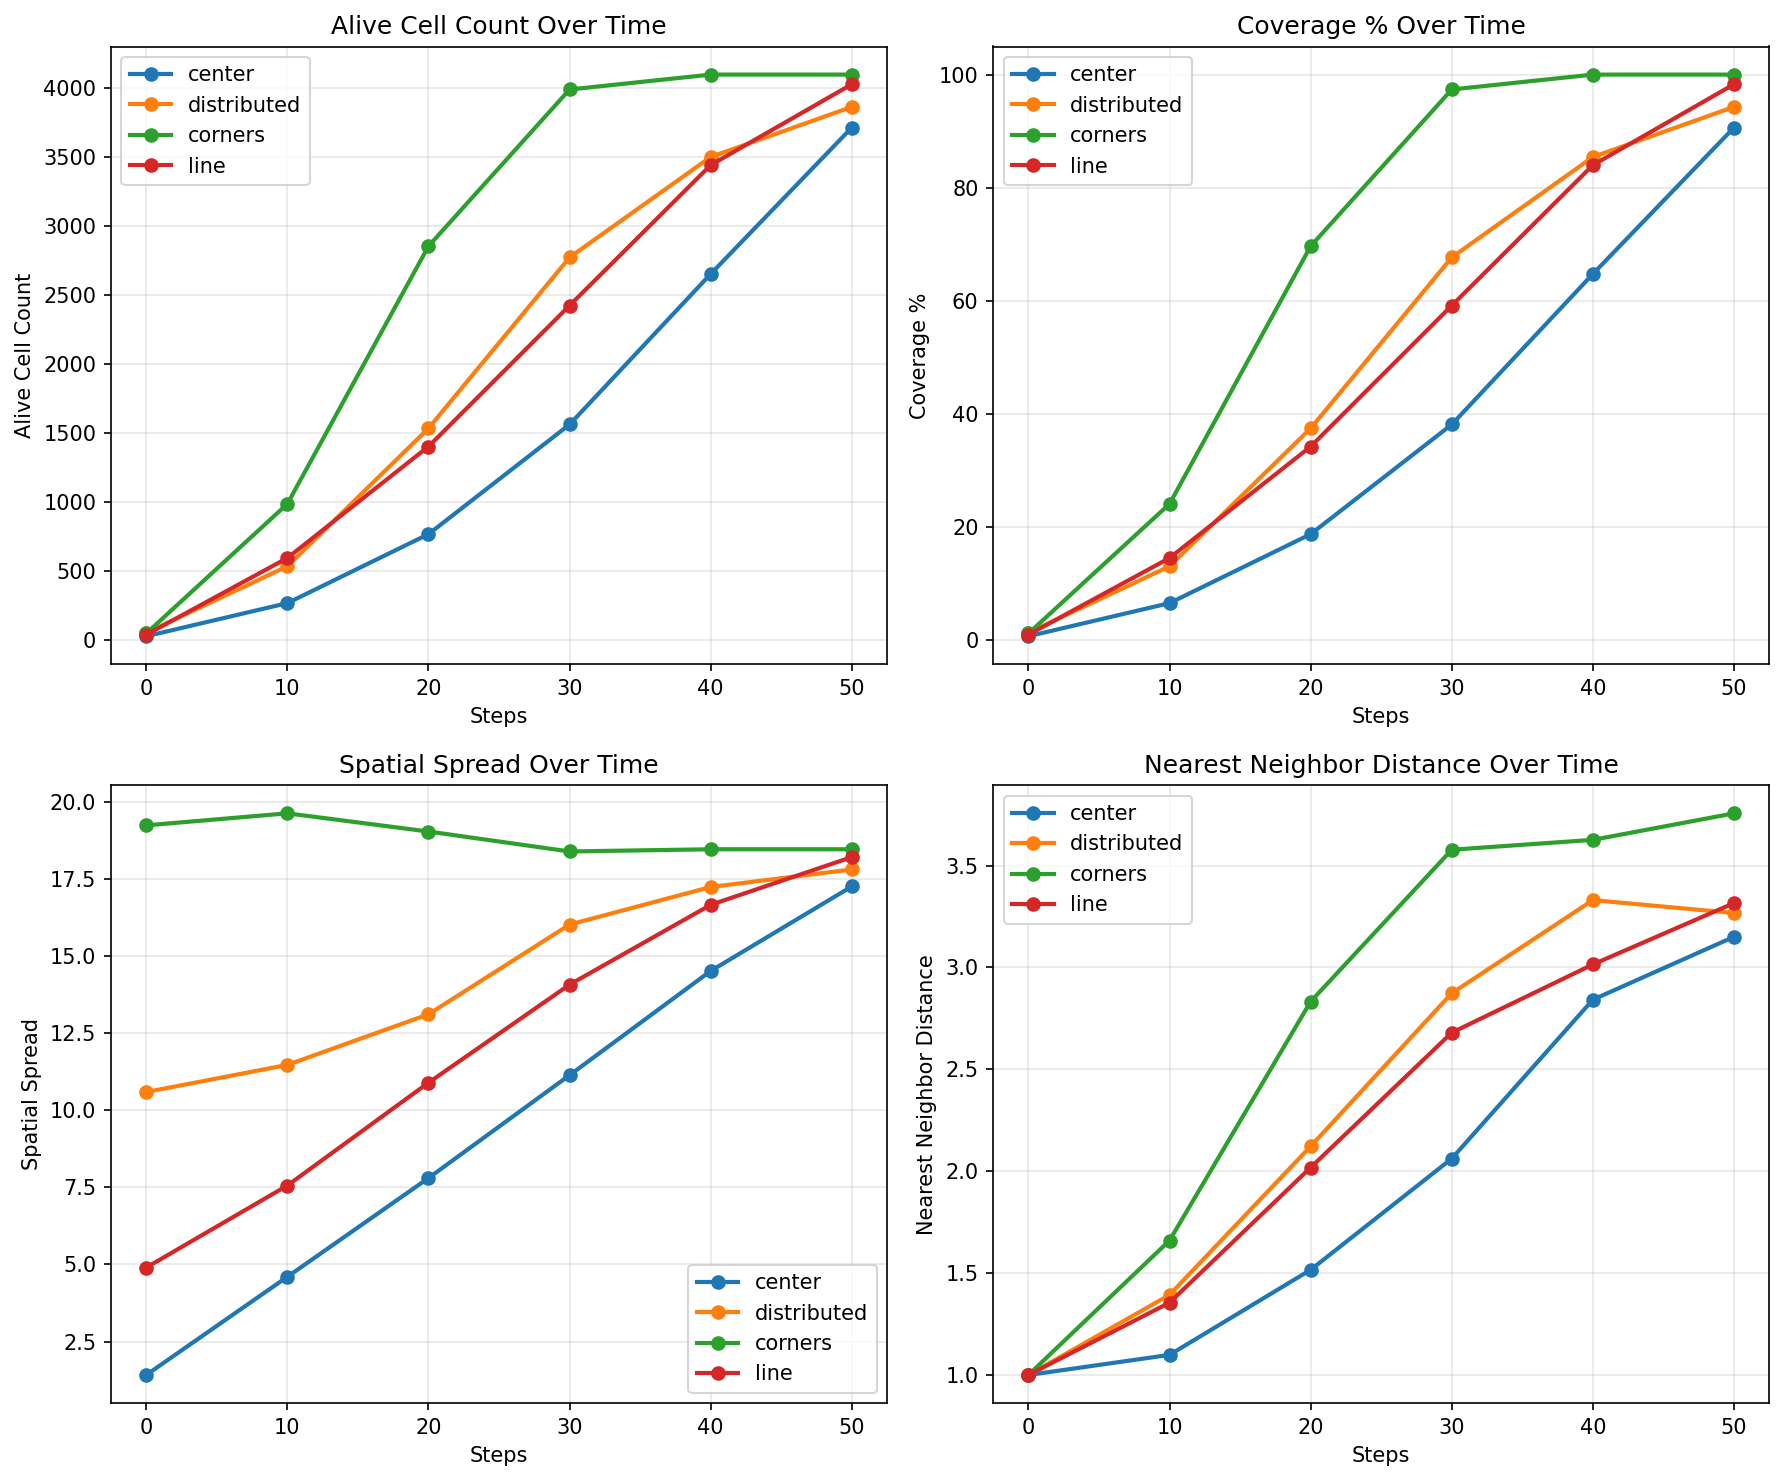 Alive Cell Count Over Time
center
distributed
corners
line
4000
3500
3000
2500
2000
1500
1000
500
0
Alive Cell Count
0 10 20 30 40 50
Steps
Coverage % Over Time
center
distributed
corners
line
100
80
60
40
20
0
Coverage %
0 10 20 30 40 50
Steps
Spatial Spread Over Time
20.0
17.5
15.0
12.5
10.0
7.5
5.0
2.5
Spatial Spread
center
distributed
corners
line
0 10 20 30 40 50
Steps
Nearest Neighbor Distance Over Time
center
distributed
corners
line
3.5
3.0
2.5
2.0
1.5
1.0
Nearest Neighbor Distance
0 10 20 30 40 50
Steps